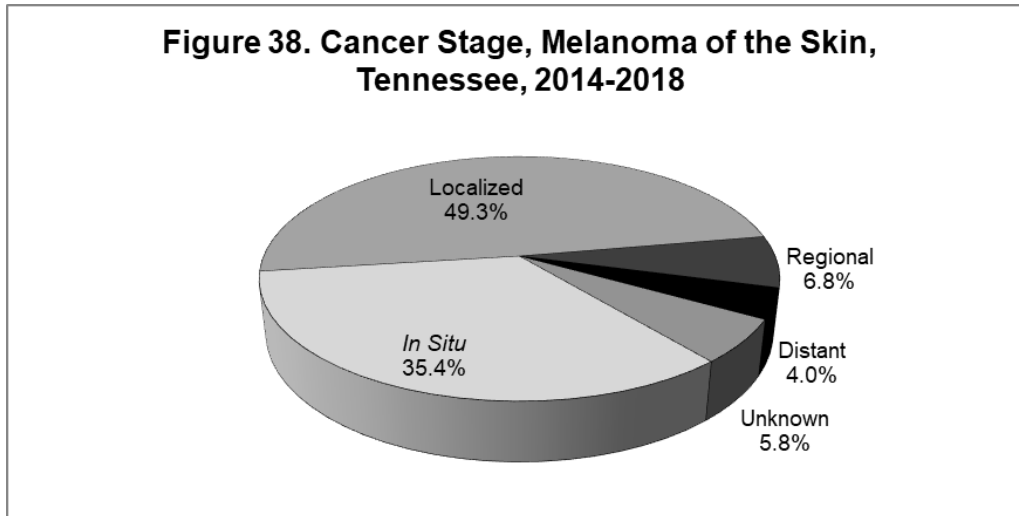 Figure 38. Cancer Stage, Melanoma of the Skin,
Tennessee, 2014-2018
Localized
49.3%
Regional
6.8%
In Situ
35.4%
Distant
4.0%
Unknown
5.8%